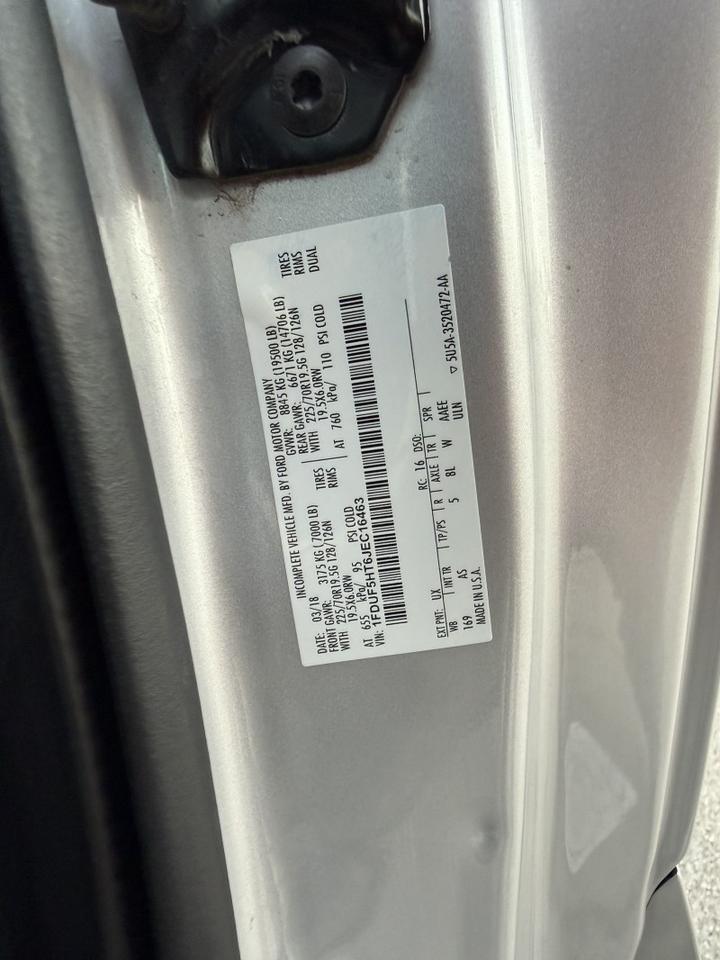 INCOMPLETE VEHICLE MFD. BY FORD MOTOR COMPANY
DATE: 03/18 GVWR: 8845 KG (19500 LB)
FRONT GAWR: 3175 KG (7000 LB) REAR GAWR: 6671 KG (14706 LB)
WITH 225/70R19.5G 128/126N TIRES WITH 225/70R19.5G 128/126N TIRES
19.5X6.0RW RIMS 19.5X6.0RW RIMS
AT 655 kPa/ 95 PSI COLD AT 760 kPa/ 110 PSI COLD DUAL
VIN: 1FDUF5HT6JEC16463
EXT PNT: UX RC: 16 DSO:
WB INT TR TP/PS R AXLE TR SPR
169 AS 5 8L W AAEE
ULN
MADE IN U.S.A. ▽ 5U5A-3520472-AA